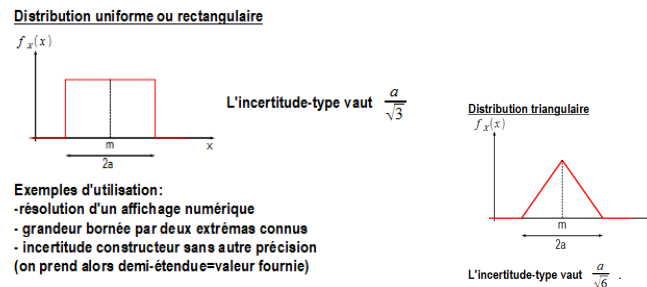 Distribution uniforme ou rectangulaire
f_X(x)
L'incertitude-type vaut a/√3
m
x
2a
Exemples d'utilisation:
-résolution d'un affichage numérique
- grandeur bornée par deux extrémas connus
- incertitude constructeur sans autre précision
(on prend alors demi-étendue=valeur fournie)
Distribution triangulaire
f_X(x)
m
2a
L'incertitude-type vaut a/√6 .